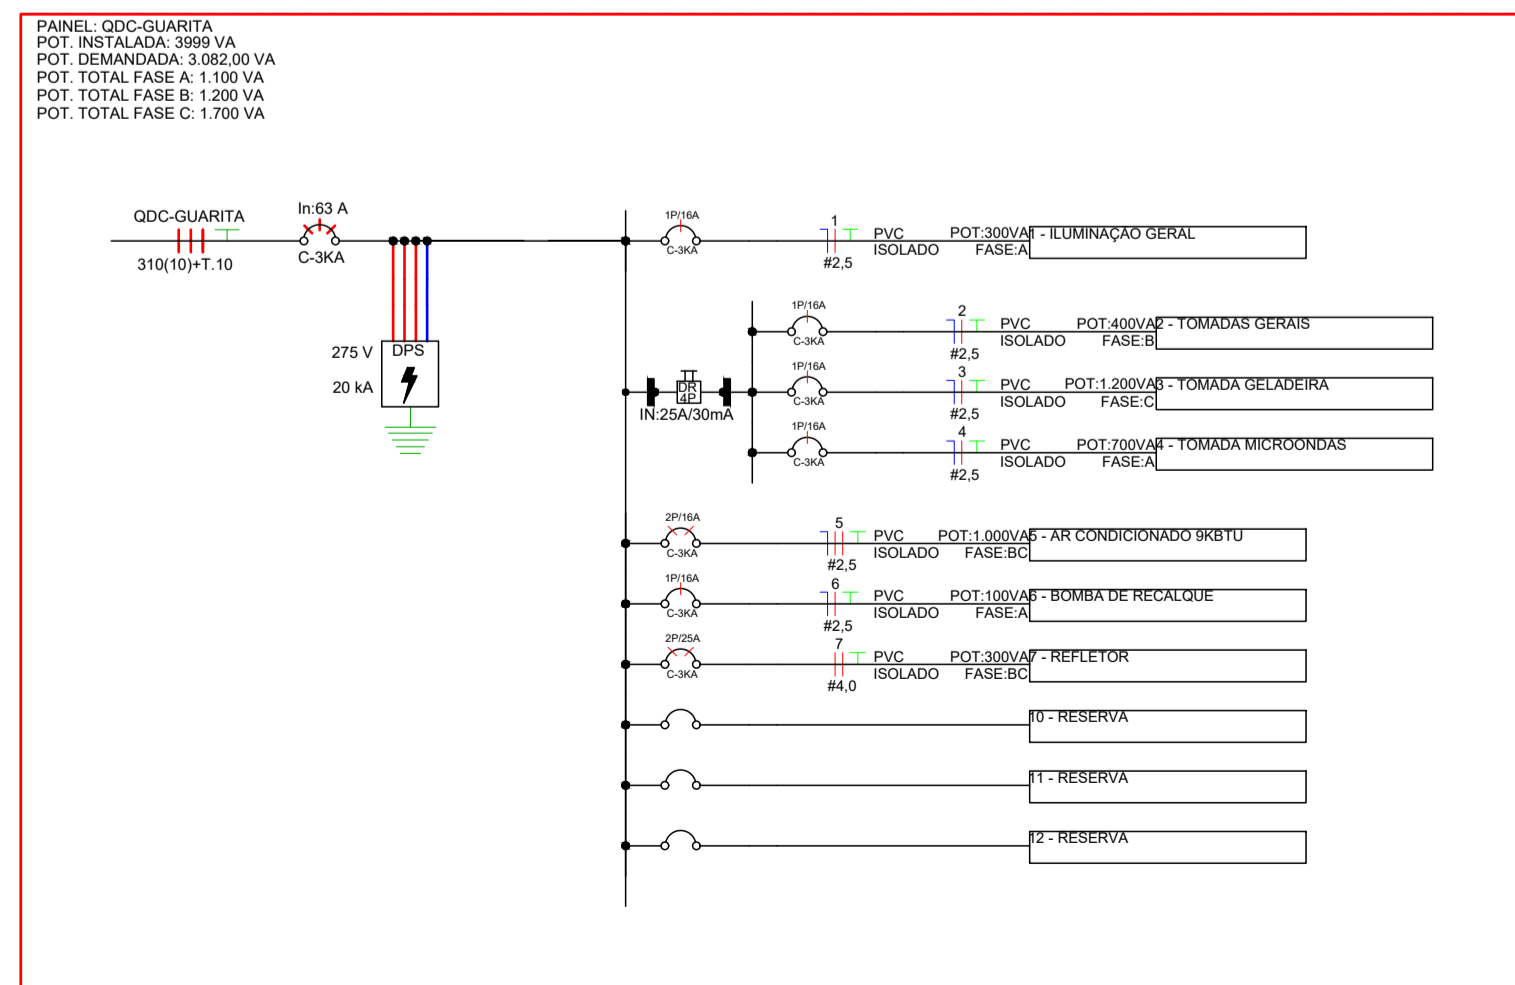 PAINEL: QDC-GUARITA
POT. INSTALADA: 3999 VA
POT. DEMANDADA: 3.082,00 VA
POT. TOTAL FASE A: 1.100 VA
POT. TOTAL FASE B: 1.200 VA
POT. TOTAL FASE C: 1.700 VA
QDC-GUARITA
310(10)+T.10
In:63 A
C-3KA
275 V
20 kA
DPS
1P/16A
C-3KA
1
#2,5
PVC
ISOLADO
POT:300VA
FASE:A
1 - ILUMINAÇÃO GERAL
DR
4P
IN:25A/30mA
1P/16A
C-3KA
2
#2,5
PVC
ISOLADO
POT:400VA
FASE:B
2 - TOMADAS GERAIS
1P/16A
C-3KA
3
#2,5
PVC
ISOLADO
POT:1.200VA
FASE:C
3 - TOMADA GELADEIRA
1P/16A
C-3KA
4
#2,5
PVC
ISOLADO
POT:700VA
FASE:A
4 - TOMADA MICROONDAS
2P/16A
C-3KA
5
#2,5
PVC
ISOLADO
POT:1.000VA
FASE:BC
5 - AR CONDICIONADO 9KBTU
1P/16A
C-3KA
6
#2,5
PVC
ISOLADO
POT:100VA
FASE:A
6 - BOMBA DE RECALQUE
2P/25A
C-3KA
7
#4,0
PVC
ISOLADO
POT:300VA
FASE:BC
7 - REFLETOR
10 - RESERVA
11 - RESERVA
12 - RESERVA